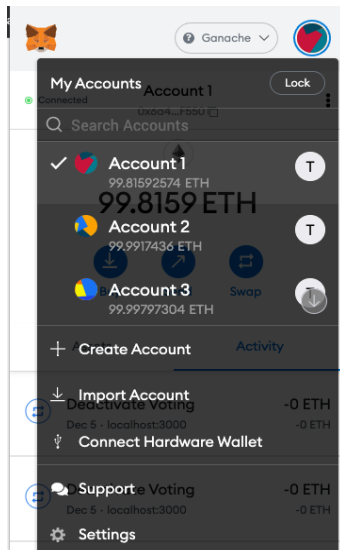 Ganache
My Accounts
Lock
Account 1
Connected
0x6a4...F550
Search Accounts
Account 1
99.81592574 ETH
T
99.8159 ETH
Account 2
99.9917436 ETH
T
Account 3
99.99797304 ETH
Swap
Create Account
Activity
Import Account
Deactivate Voting
-0 ETH
Dec 5 · localhost:3000
-0 ETH
Connect Hardware Wallet
Support
Deactivate Voting
-0 ETH
Dec 5 · localhost:3000
-0 ETH
Settings